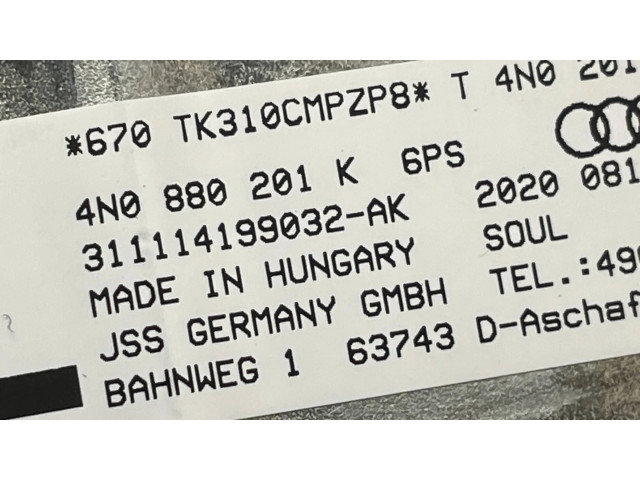 *670 TK310CMPZP8* T 4N0 201
4N0 880 201 K 6PS
311114199032-AK 2020 081
MADE IN HUNGARY SOUL
JSS GERMANY GMBH TEL.:49
BAHNWEG 1 63743 D-Aschaf